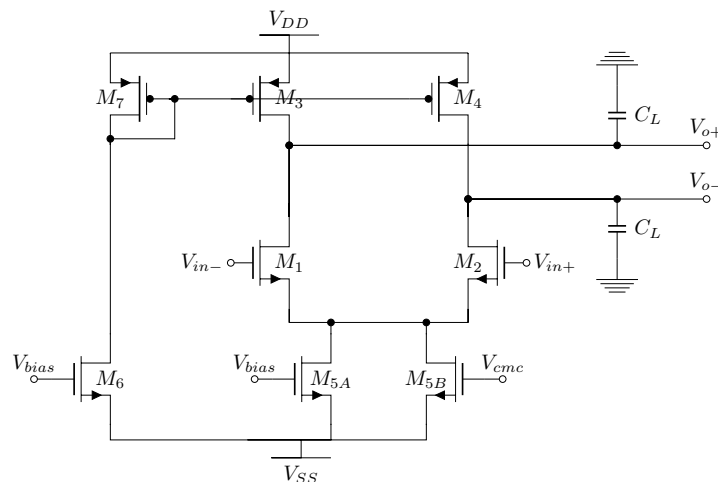 V_{DD}
M_7
M_3
M_4
C_L
V_{o+}
V_{o-}
C_L
V_{in-}
M_1
M_2
V_{in+}
V_{bias}
M_6
V_{bias}
M_{5A}
M_{5B}
V_{cmc}
V_{SS}